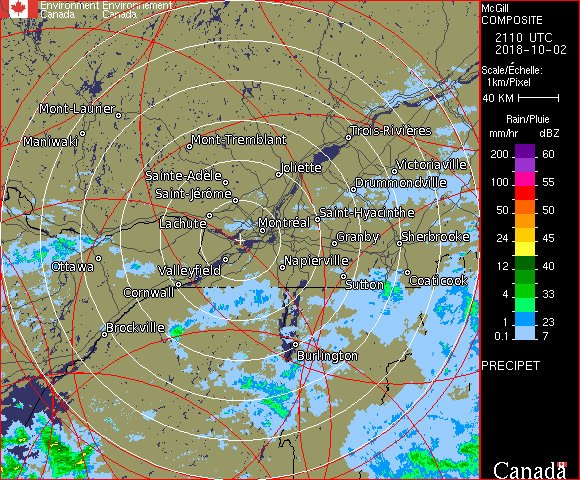 Environment Environnement
Canada Canada
McGill
COMPOSITE
2110 UTC
2018-10-02
Scale/Échelle:
1km/Pixel
40 KM
Rain/Pluie
mm/hr dBZ
200 60
100 55
50 50
24 45
12 40
4 33
1 23
0.1 7
PRECIPET
Canada
Mont-Laurier
Maniwaki
Mont-Tremblant
Trois-Rivières
Sainte-Adèle
Joliette
Victoriaville
Saint-Jérôme
Drummondville
Lachute
Montréal
Saint-Hyacinthe
Ottawa
Valleyfield
Granby
Sherbrooke
Napierville
Cornwall
Sutton
Coaticook
Brockville
Burlington